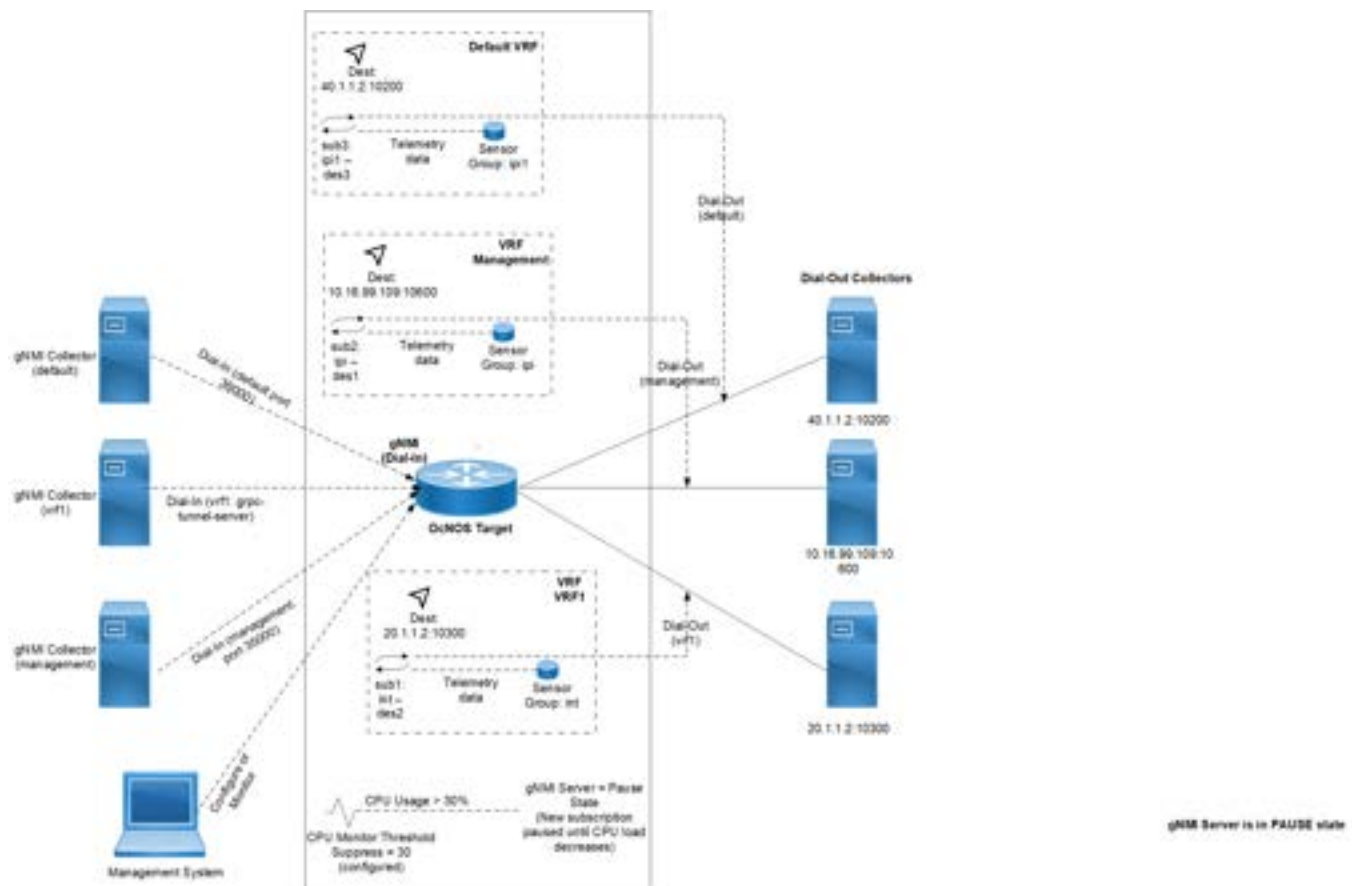 Default VRF
Dest:
40.1.1.2:10200
sub3:
ipi1 –
des3
Telemetry
data
Sensor
Group: ipi1
Dial-Out
(default)
VRF
Management
Dest:
10.16.99.109:10600
sub2:
ipi –
des1
Telemetry
data
Sensor
Group: ipi
Dial-Out
(management)
Dial-Out Collectors
gNMI Collector
(default)
Dial-In (default port
40.1.1.2:10200
gNMI
(Dial-In)
gNMI Collector
(vrf1)
Dial-In (vrf1: grpc-
tunnel-server)
OcNOS Target
10.16.99.109:10
600
VRF
VRF1
Dest:
20.1.1.2:10300
sub1:
int –
des2
Telemetry
data
Sensor
Group: int
Dial-Out
(vrf1)
gNMI Collector
(management)
Dial-In (management,
20.1.1.2:10300
Configure or
Monitor
Management System
CPU Usage > 30%
CPU Monitor Threshold
Suppress = 30
(configured)
gNMI Server = Pause
State
(New subscription
paused until CPU load
decreases)
gNMI Server is in PAUSE state